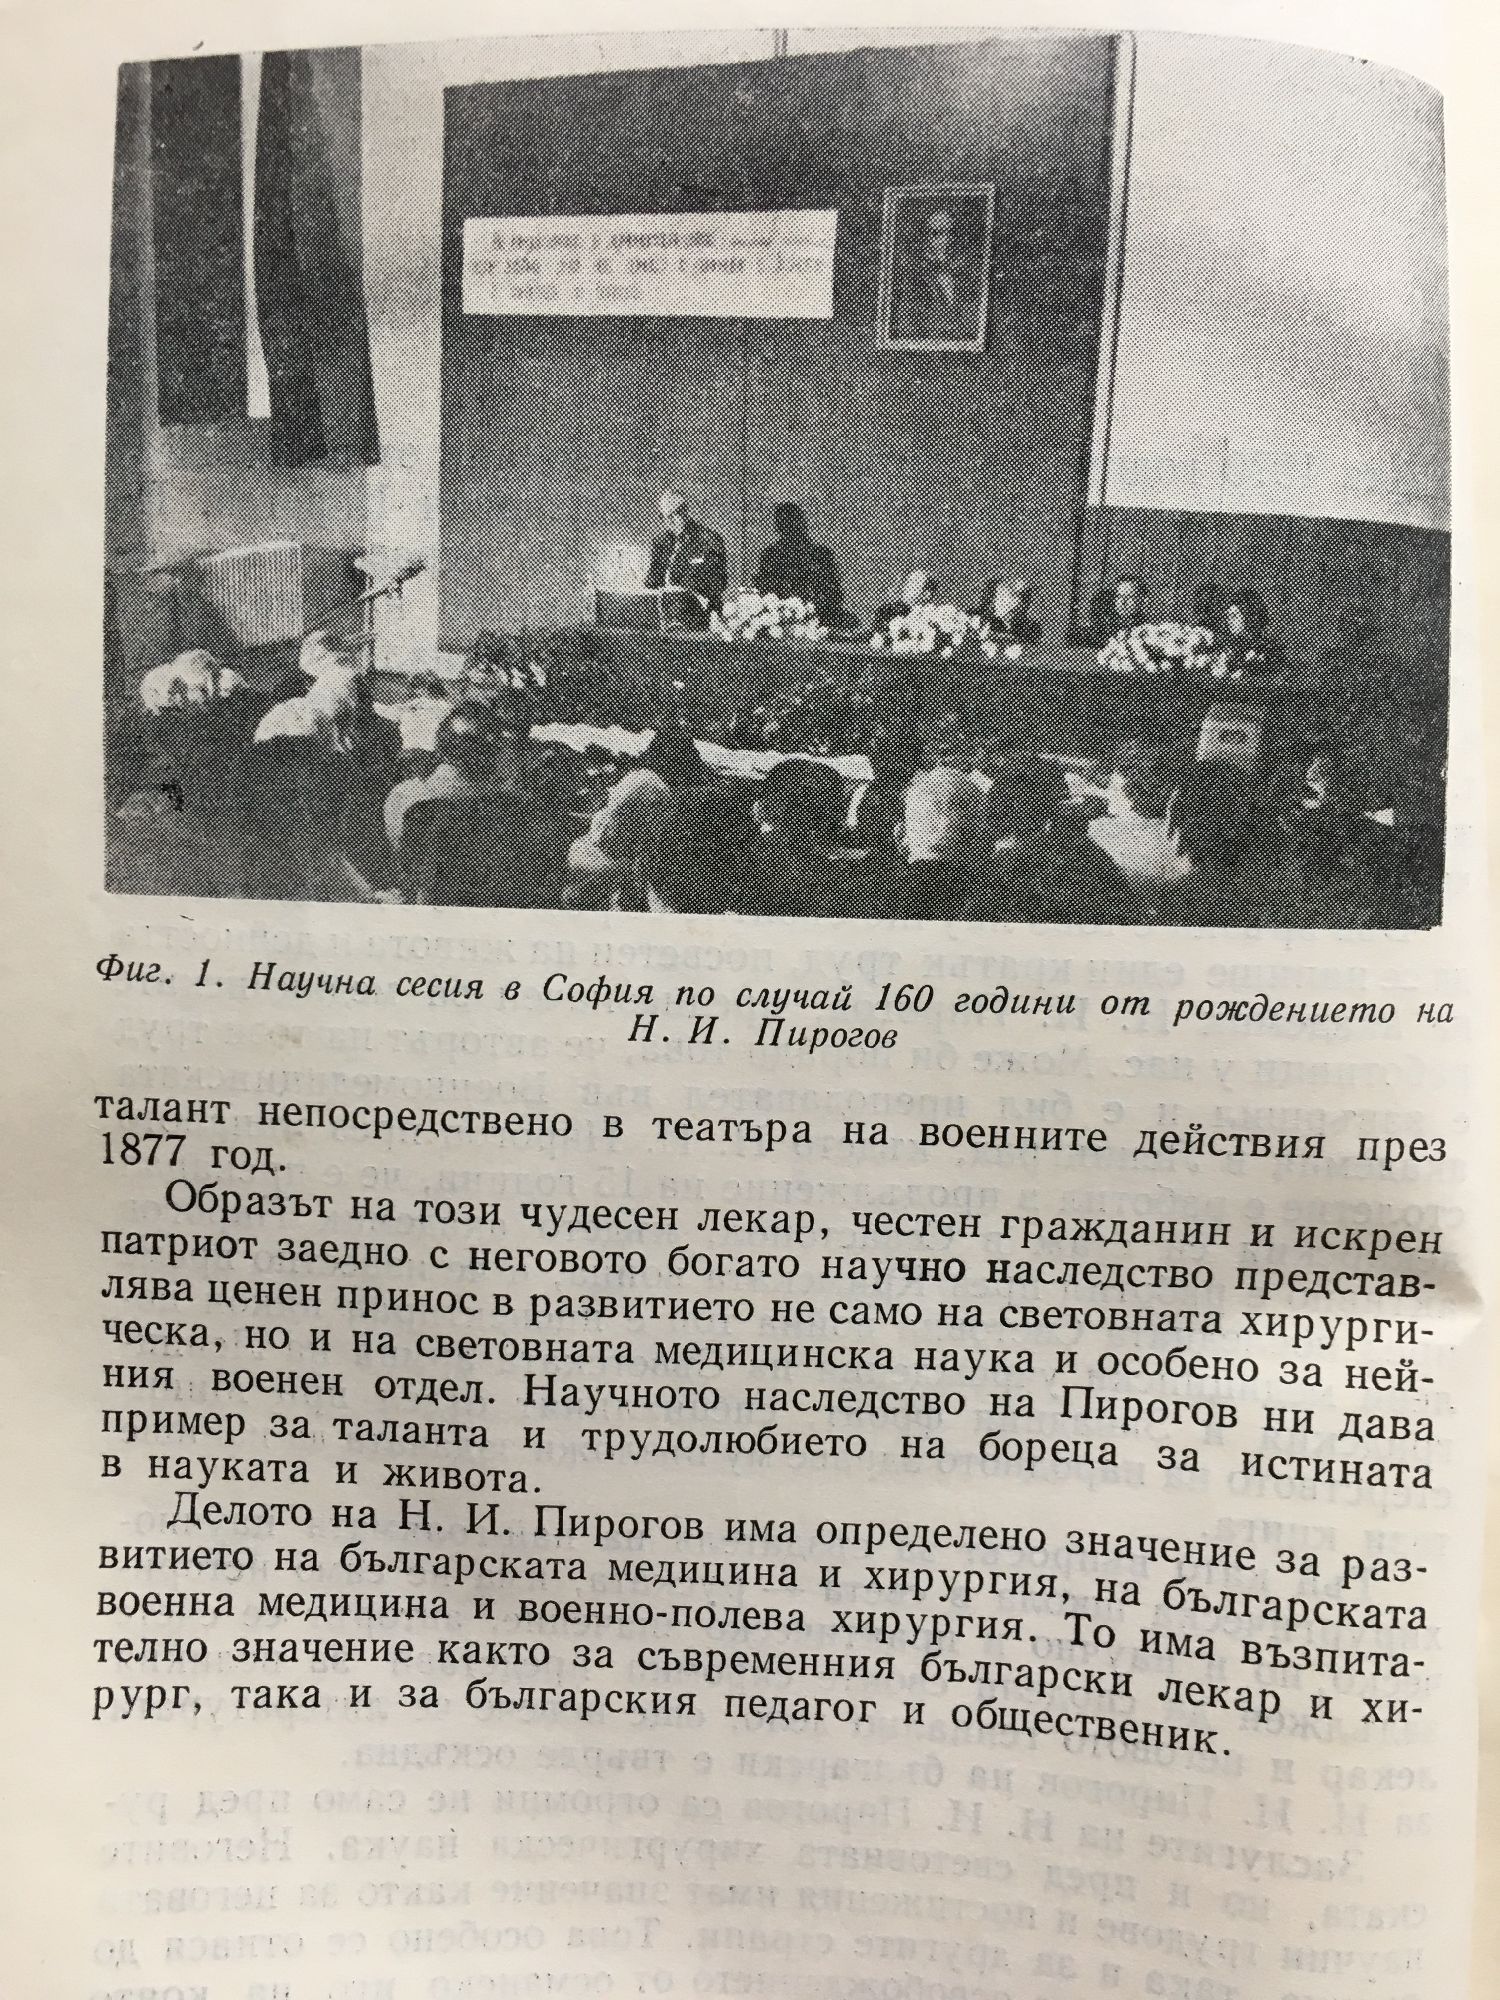 Фиг. 1. Научна сесия в София по случай 160 години от рождението на
Н. И. Пирогов
талант непосредствено в театъра на военните действия през
1877 год.
Образът на този чудесен лекар, честен гражданин и искрен
патриот заедно с неговото богато научно наследство представ-
лява ценен принос в развитието не само на световната хирурги-
ческа, но и на световната медицинска наука и особено за ней-
ния военен отдел. Научното наследство на Пирогов ни дава
пример за таланта и трудолюбието на бореца за истината
в науката и живота.
Делото на Н. И. Пирогов има определено значение за раз-
витието на българската медицина и хирургия, на българската
военна медицина и военно-полева хирургия. То има възпита-
телно значение както за съвременния български лекар и хи-
рург, така и за българския педагог и общественик.